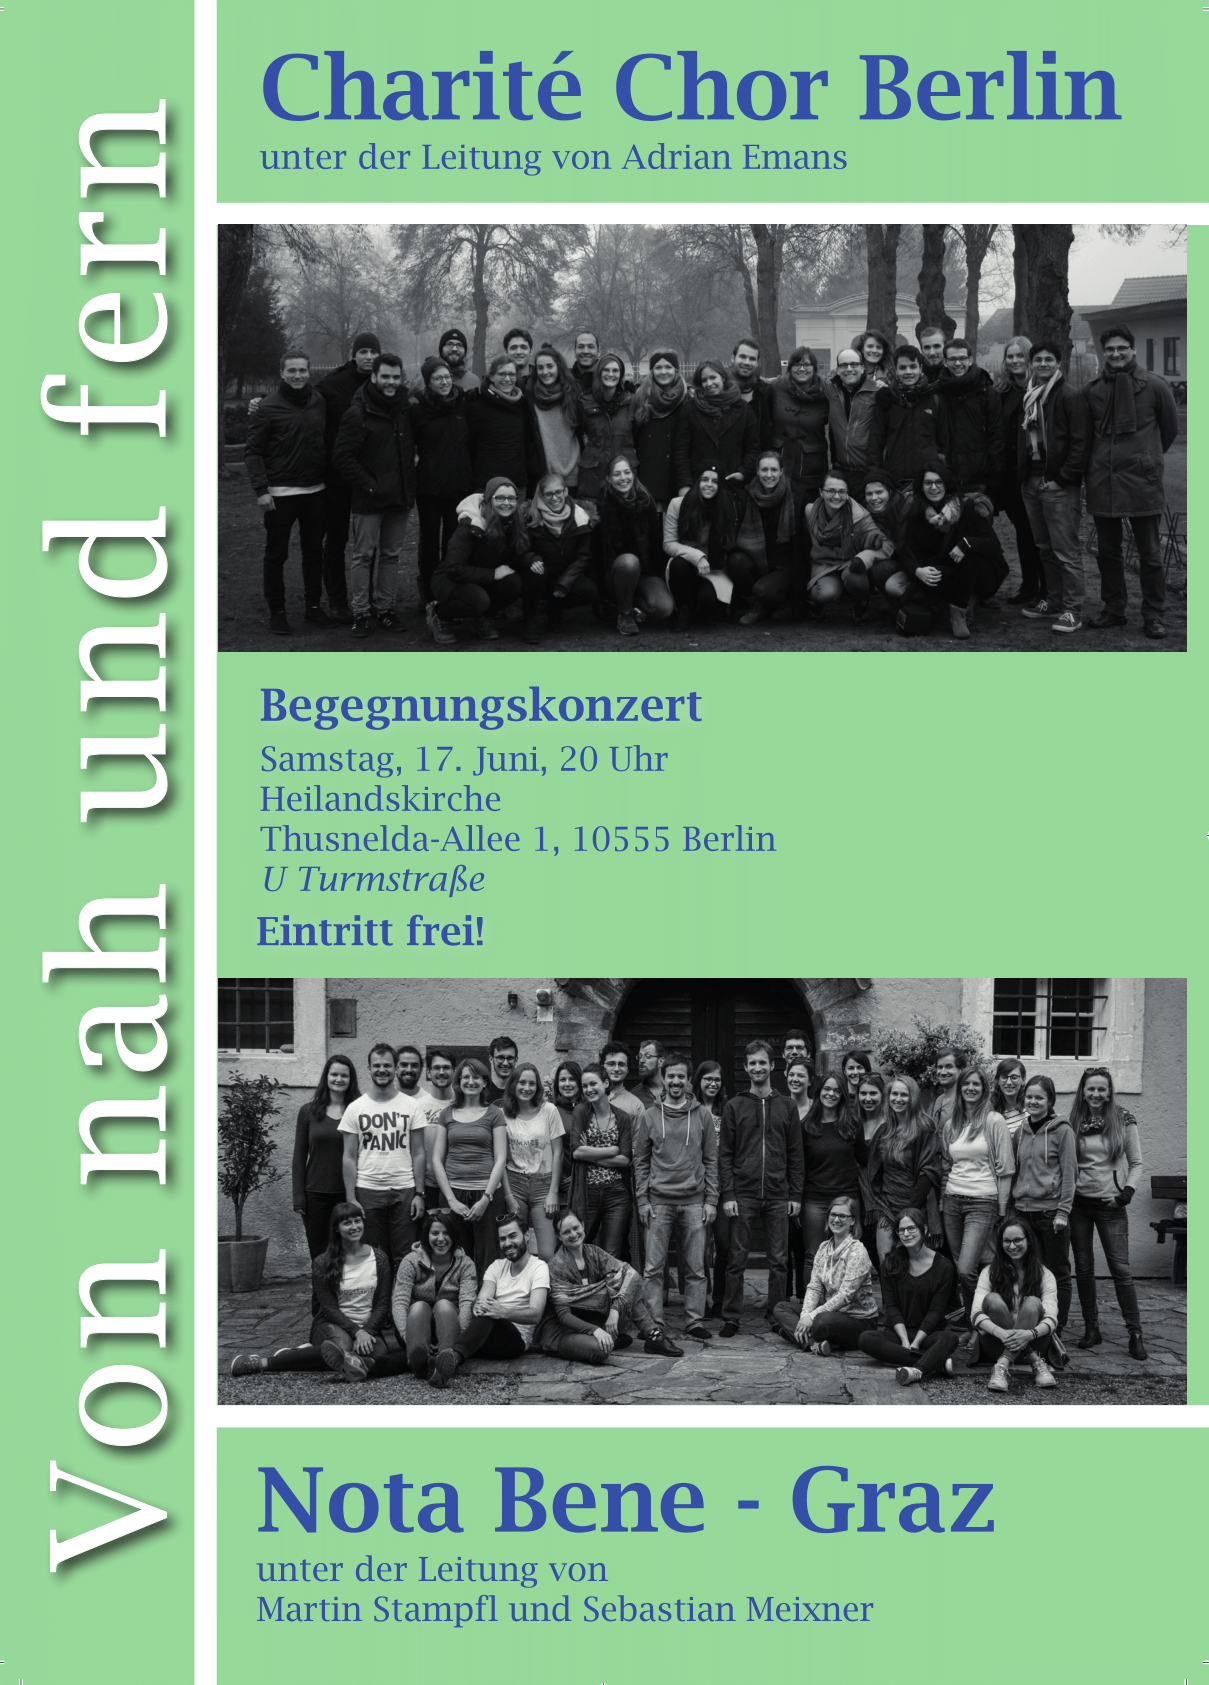 Von nah und fern
Charité Chor Berlin
unter der Leitung von Adrian Emans
Begegnungskonzert
Samstag, 17. Juni, 20 Uhr
Heilandskirche
Thusnelda-Allee 1, 10555 Berlin
U Turmstraße
Eintritt frei!
DON'T
PANIC
Nota Bene - Graz
unter der Leitung von
Martin Stampfl und Sebastian Meixner